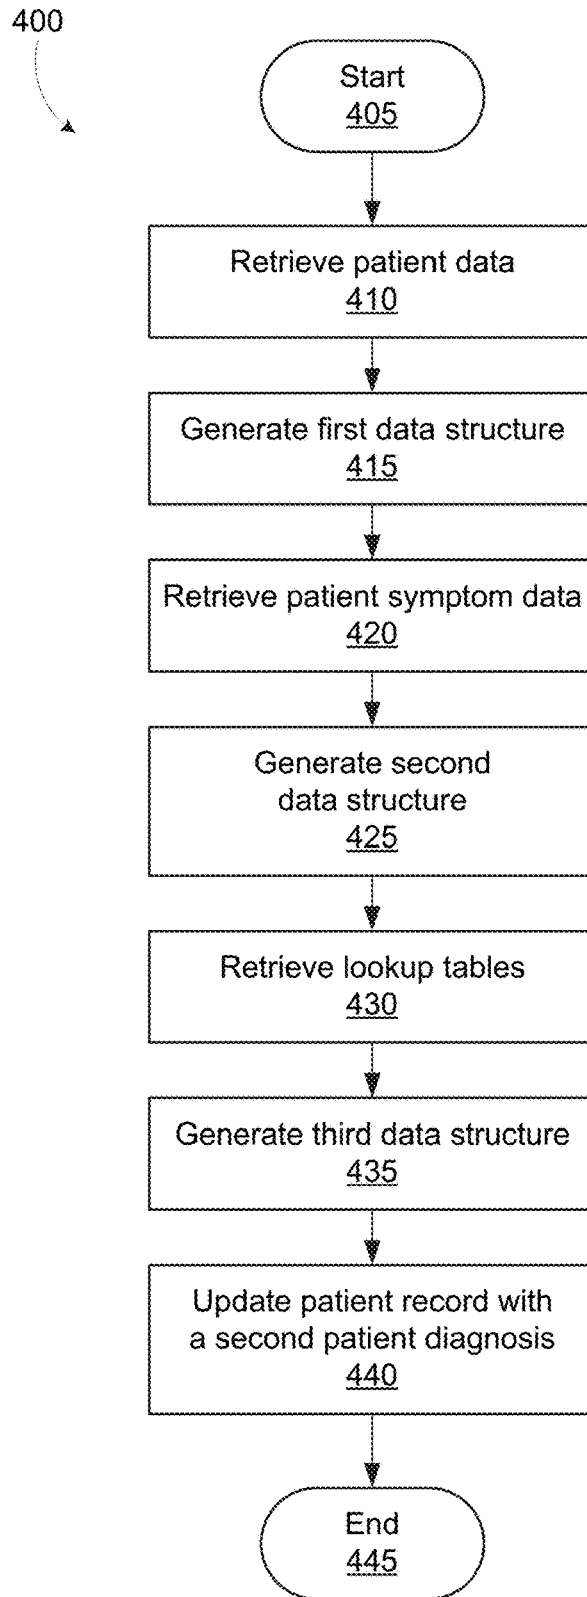 400
Start
405
Retrieve patient data
410
Generate first data structure
415
Retrieve patient symptom data
420
Generate second
data structure
425
Retrieve lookup tables
430
Generate third data structure
435
Update patient record with
a second patient diagnosis
440
End
445